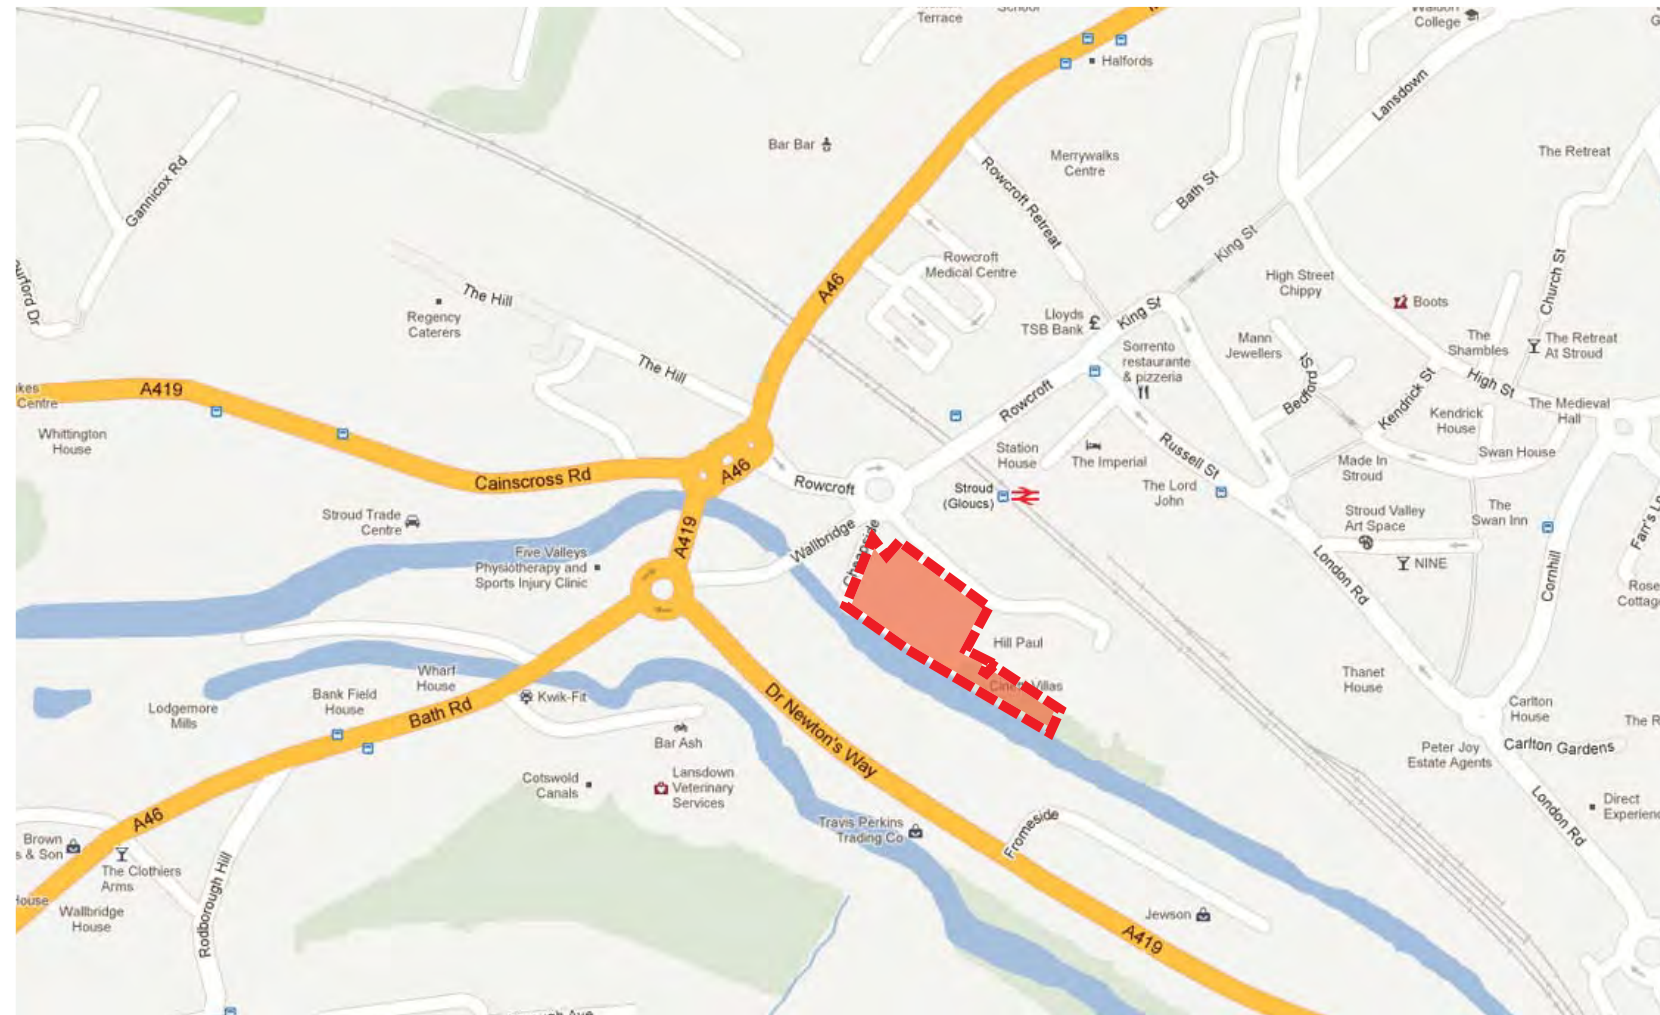 Terrace
School
College
Halfords
Lansdown
Bar Bar
Merrywalks
Centre
The Retreat
Gannicox Rd
Rowcroft Retreat
Bath St
King St
Church St
A46
Rowcroft
Medical Centre
High Street
Chippy
Boots
The Hill
Regency
Caterers
Lloyds
TSB Bank
£
King St
Mann
Jewellers
The
Shambles
The Retreat
At Stroud
Sorrento
restaurante
& pizzeria
The Hill
Bedford St
Kendrick St
High St
A419
Centre
Rowcroft
Kendrick
House
The Medieval
Hall
Whittington
House
Station
House
The Imperial
Russell St
Made In
Stroud
Swan House
Cainscross Rd
A46
Rowcroft
Stroud
(Gloucs)
The Lord
John
Stroud Valley
Art Space
The
Swan Inn
Stroud Trade
Centre
A419
Wallbridge
Cheapside
Five Valleys
Physiotherapy and
Sports Injury Clinic
NINE
London Rd
Cornhill
Farr's
Rose
Hill Paul
Wharf
House
Kwik-Fit
Villas
Thanet
House
Bank Field
House
Lodgemore
Mills
Bath Rd
Dr Newton's Way
Bar Ash
Carlton
House
The
Carlton Gardens
Peter Joy
Estate Agents
Cotswold
Canals
Lansdown
Veterinary
Services
London Rd
Direct
A46
Travis Perkins
Trading Co
Fromeside
Brown
& Son
The Clothiers
Arms
Rodborough Hill
Wallbridge
House
Jewson
A419